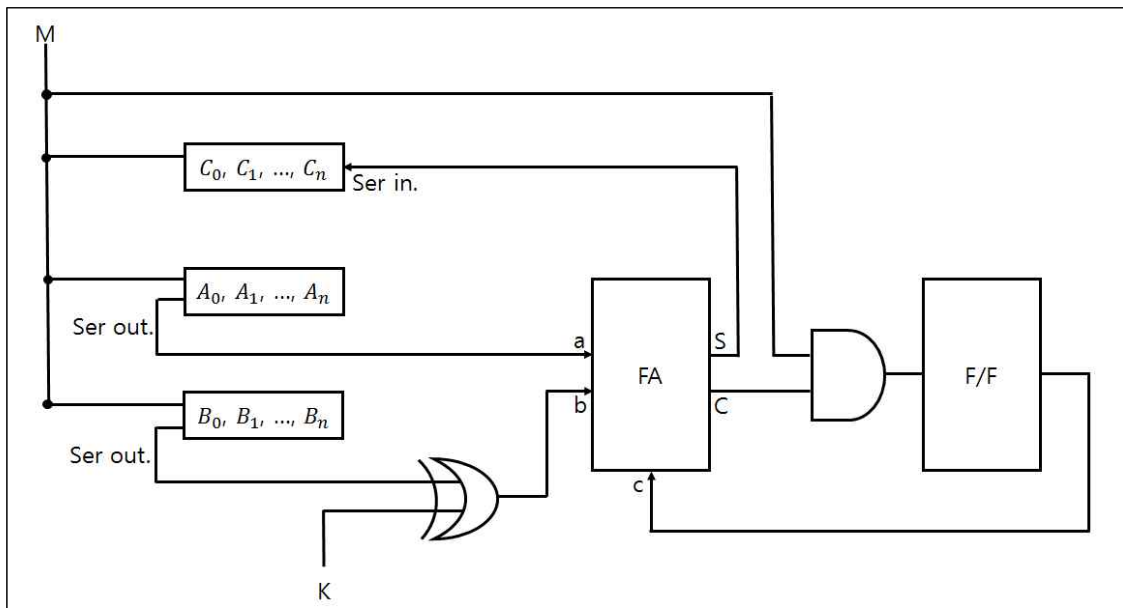 M
C₀, C₁, ..., Cₙ
Ser in.
A₀, A₁, ..., Aₙ
Ser out.
a
S
FA
F/F
b
C
B₀, B₁, ..., Bₙ
Ser out.
c
K